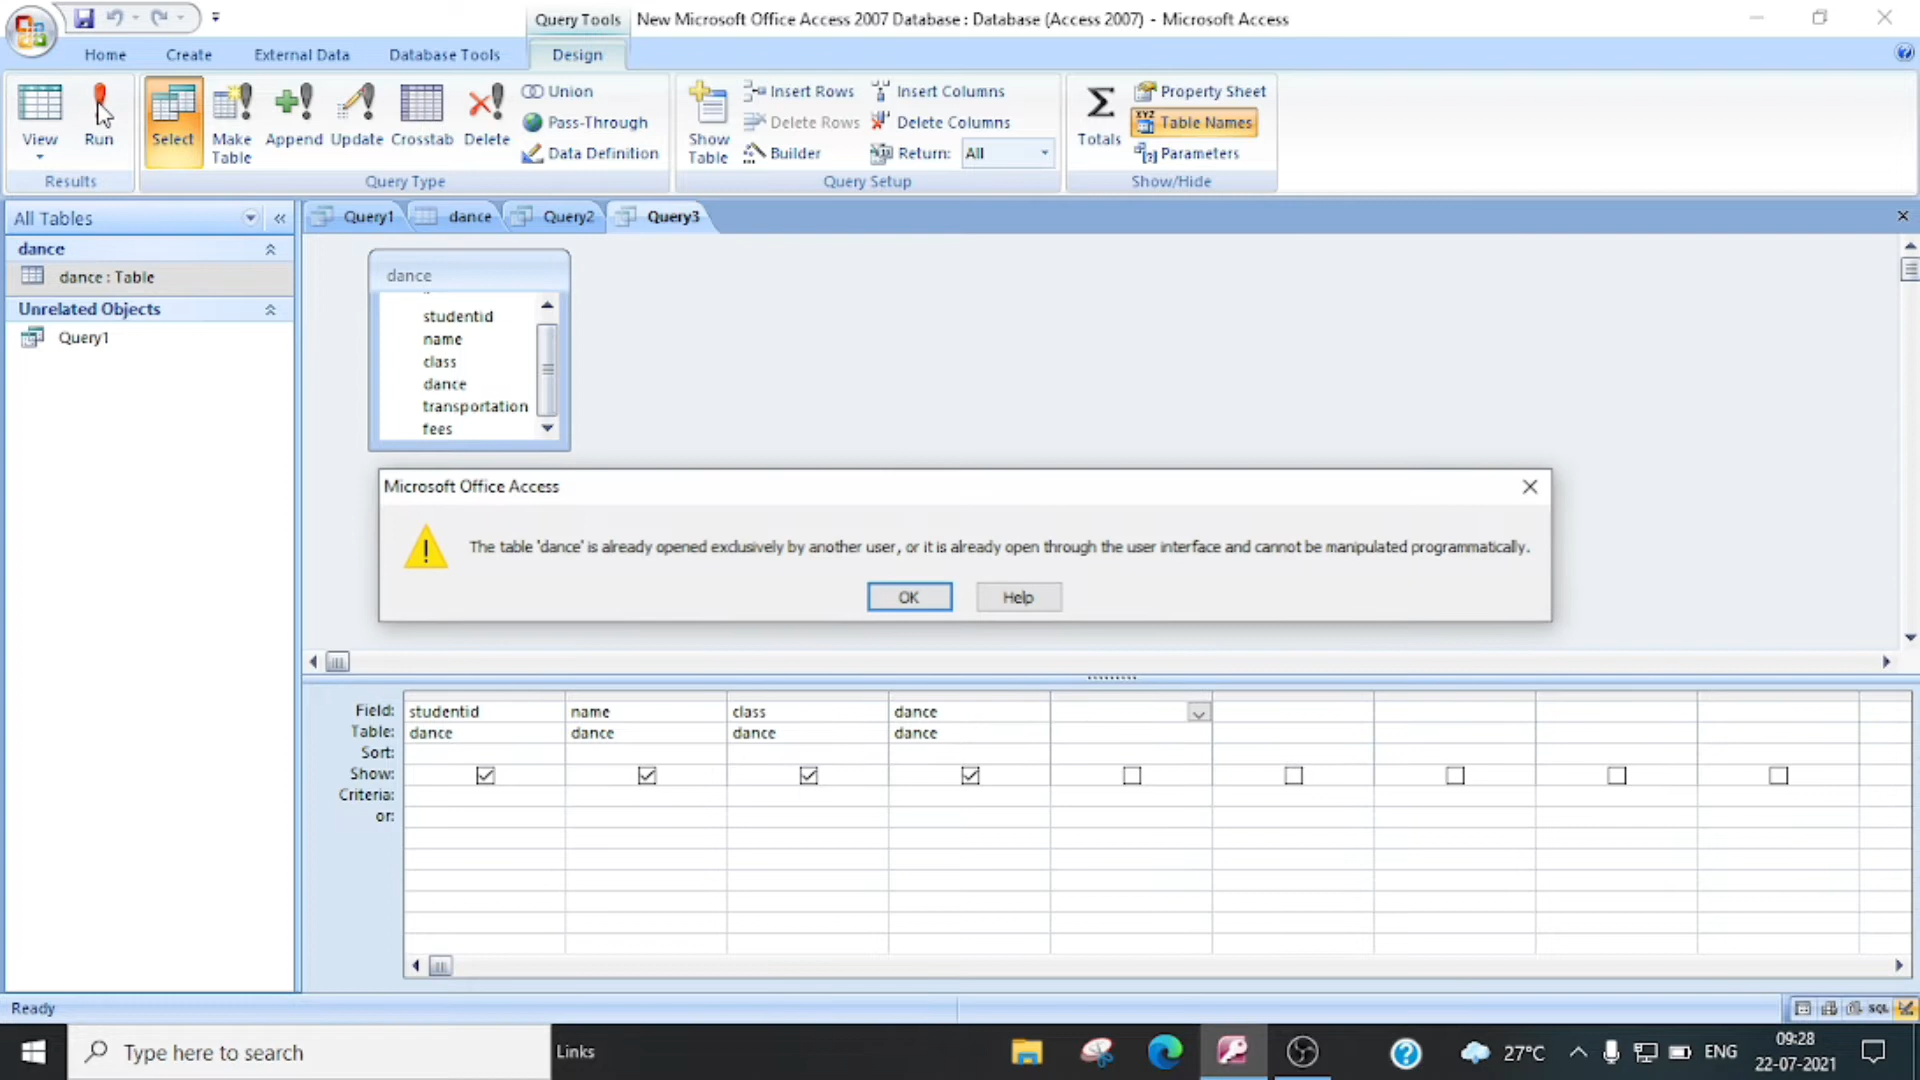 Query Tools
New Microsoft Office Access 2007 Database : Database (Access 2007) - Microsoft Access
Home
Create
External Data
Database Tools
Design
View
Run
Select
Make Table
Append
Update
Crosstab
Delete
Union
Pass-Through
Data Definition
Show Table
Insert Rows
Delete Rows
Builder
Insert Columns
Delete Columns
Return: All
Totals
Property Sheet
Table Names
Parameters
Results
Query Type
Query Setup
Show/Hide
All Tables
dance
dance : Table
Unrelated Objects
Query1
Query1
dance
Query2
Query3
dance
studentid
name
class
dance
transportation
fees
Microsoft Office Access
The table 'dance' is already opened exclusively by another user, or it is already open through the user interface and cannot be manipulated programmatically.
OK
Help
Field: studentid name class dance
Table: dance dance dance dance
Sort:
Show:
Criteria:
or:
Ready
SQL
Type here to search
Links
27°C
ENG
09:28
22-07-2021